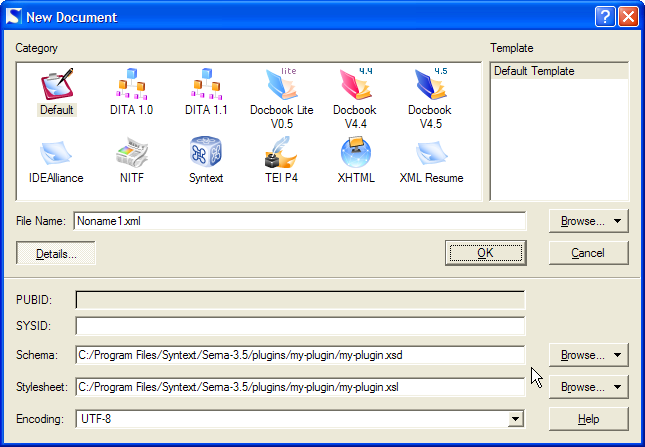 New Document
Category
Template
lite
4.4
4.5
Default
DITA 1.0
DITA 1.1
Docbook Lite
V0.5
Docbook
V4.4
Docbook
V4.5
Default Template
IDEAlliance
NITF
Syntext
TEI P4
XHTML
XML Resume
File Name: Noname1.xml Browse...
Details... OK Cancel
PUBID:
SYSID:
Schema: C:/Program Files/Syntext/Serna-3.5/plugins/my-plugin/my-plugin.xsd Browse...
Stylesheet: C:/Program Files/Syntext/Serna-3.5/plugins/my-plugin/my-plugin.xsl Browse...
Encoding: UTF-8 Help